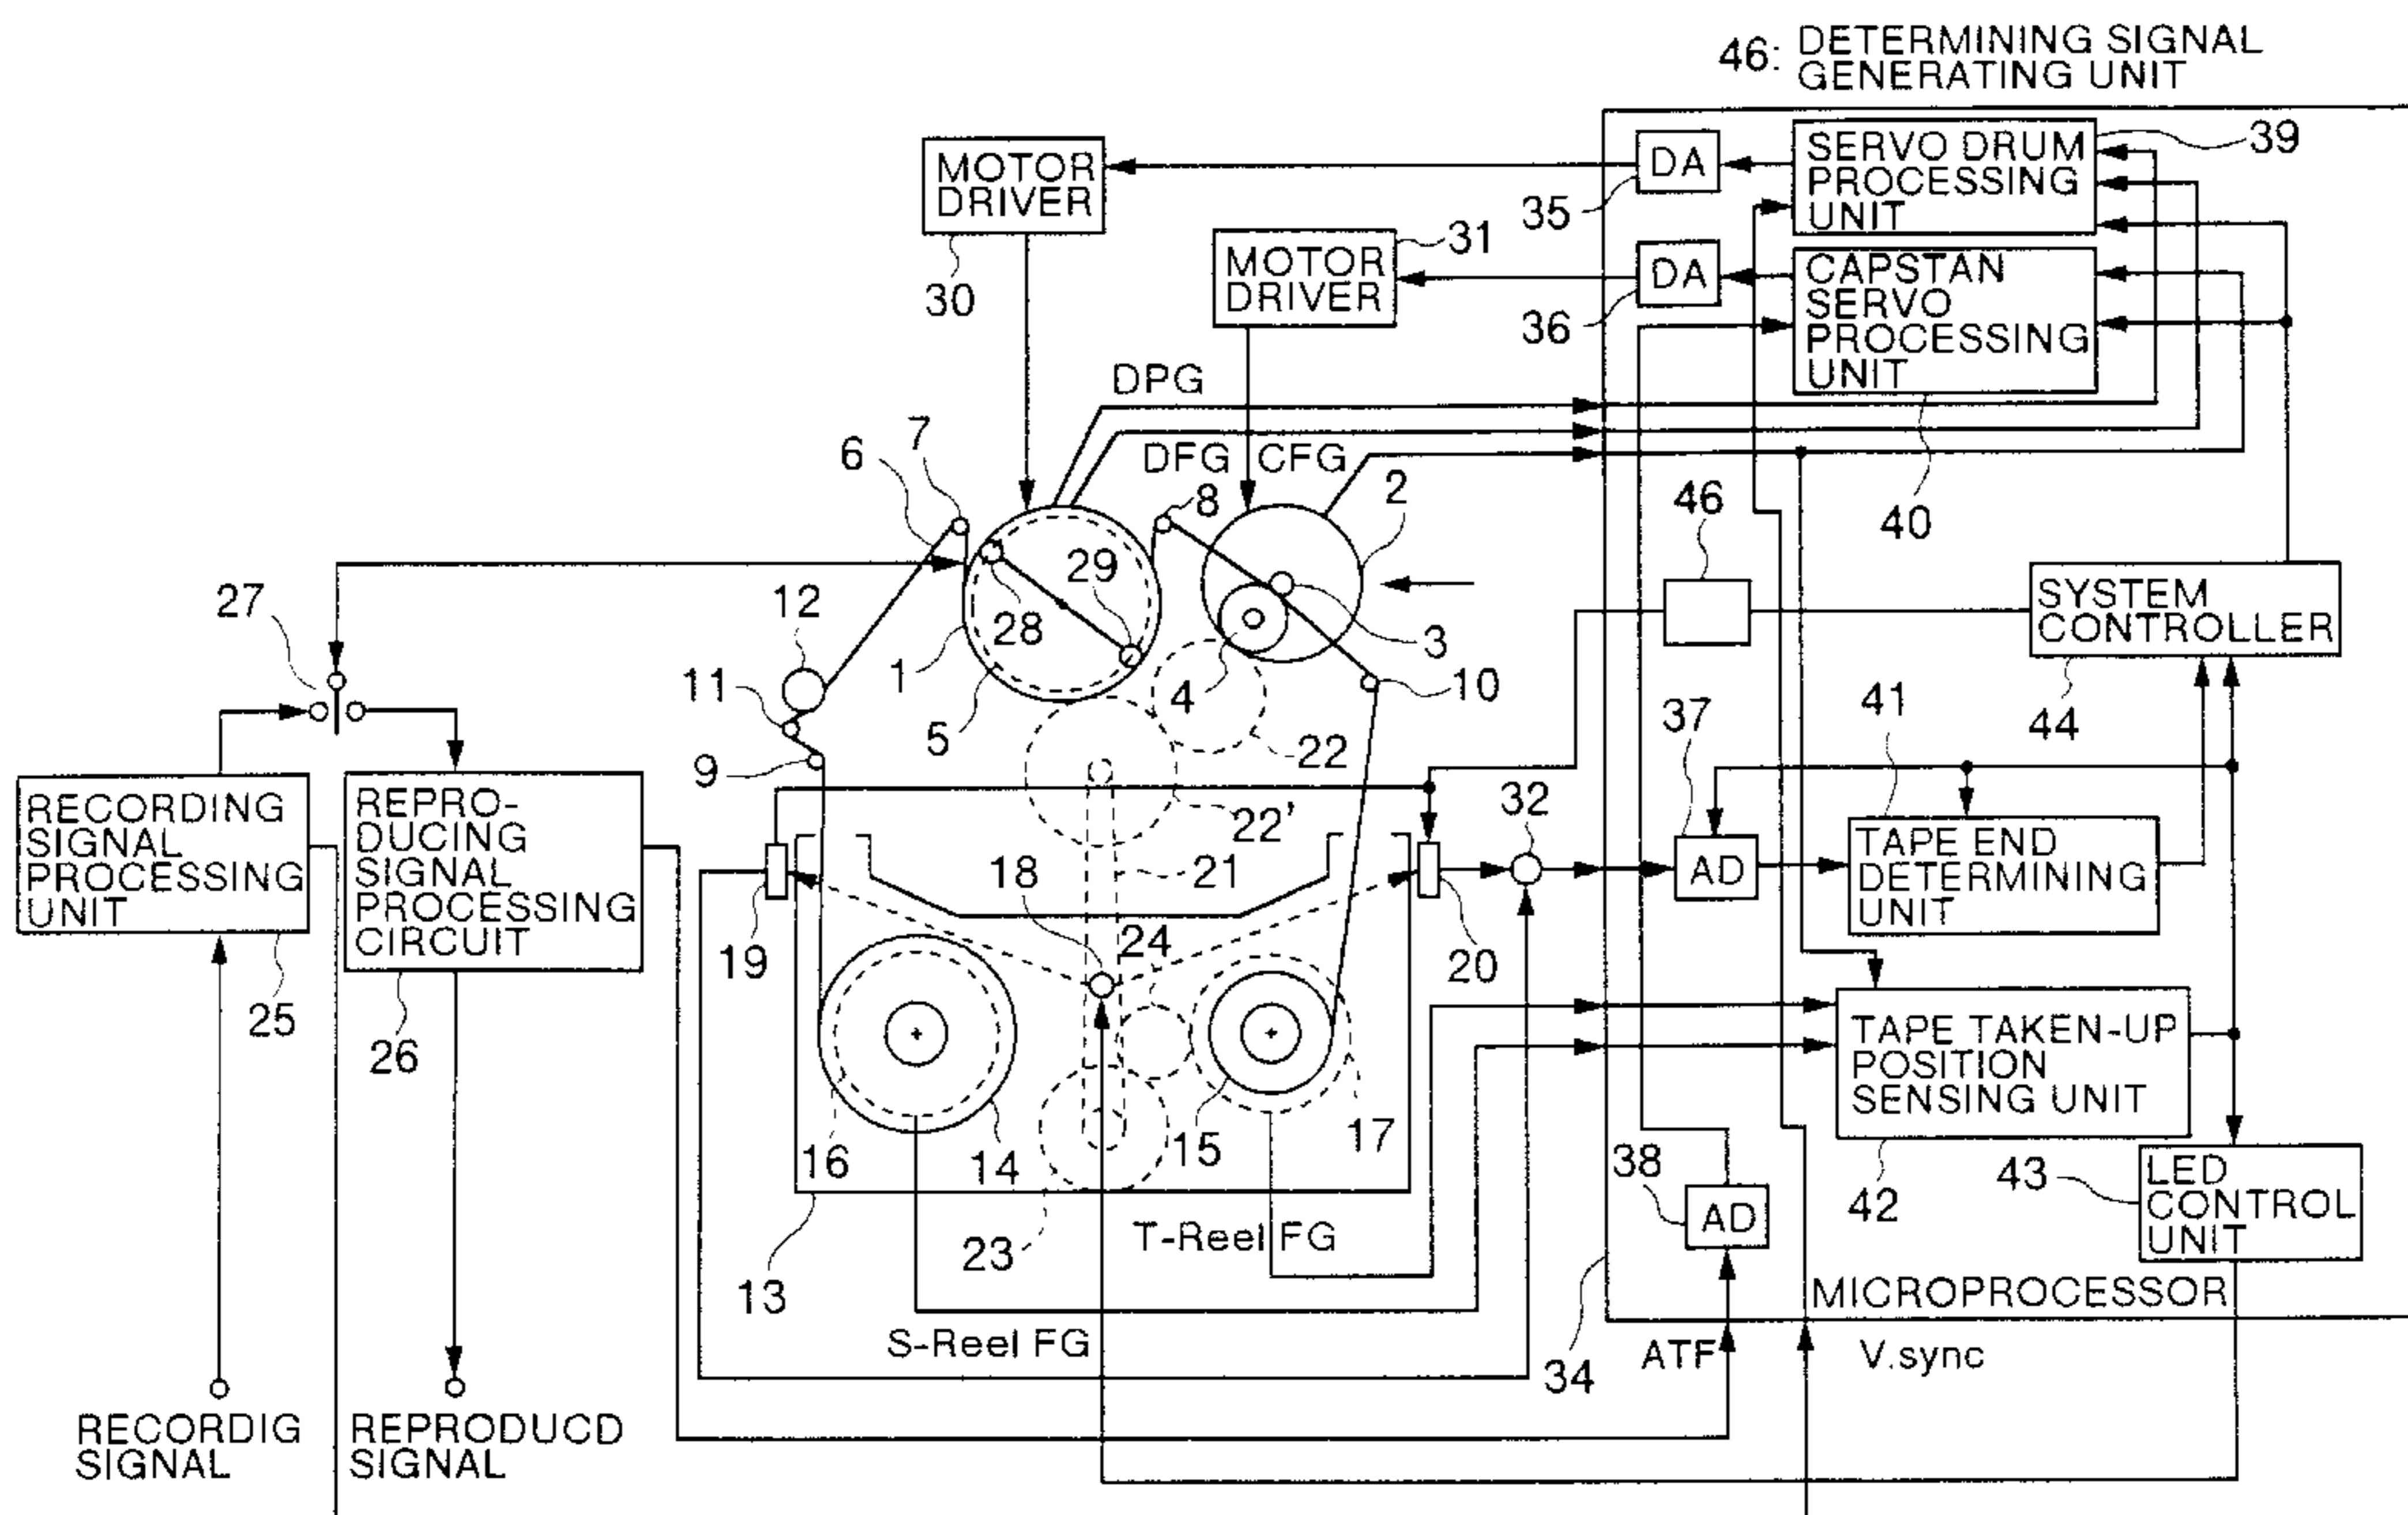 46: DETERMINING SIGNAL
GENERATING UNIT
MOTOR
DRIVER
30
MOTOR
DRIVER
31
DA
35
DA
36
SERVO DRUM
PROCESSING
UNIT
39
CAPSTAN
SERVO
PROCESSING
UNIT
40
DPG
DFG
CFG
6
7
8
2
46
27
12
28
29
1
3
11
5
4
10
22
9
22'
SYSTEM
CONTROLLER
44
37
41
32
RECORDING
SIGNAL
PROCESSING
UNIT
25
REPRO-
DUCING
SIGNAL
PROCESSING
CIRCUIT
26
18
21
19
24
20
AD
TAPE END
DETERMINING
UNIT
TAPE TAKEN-UP
POSITION
SENSING UNIT
42
16
14
15
17
38
AD
43
LED
CONTROL
UNIT
13
23
T-Reel FG
S-Reel FG
34
MICROPROCESSOR
ATF
V.sync
RECORDIG
SIGNAL
REPRODUCD
SIGNAL